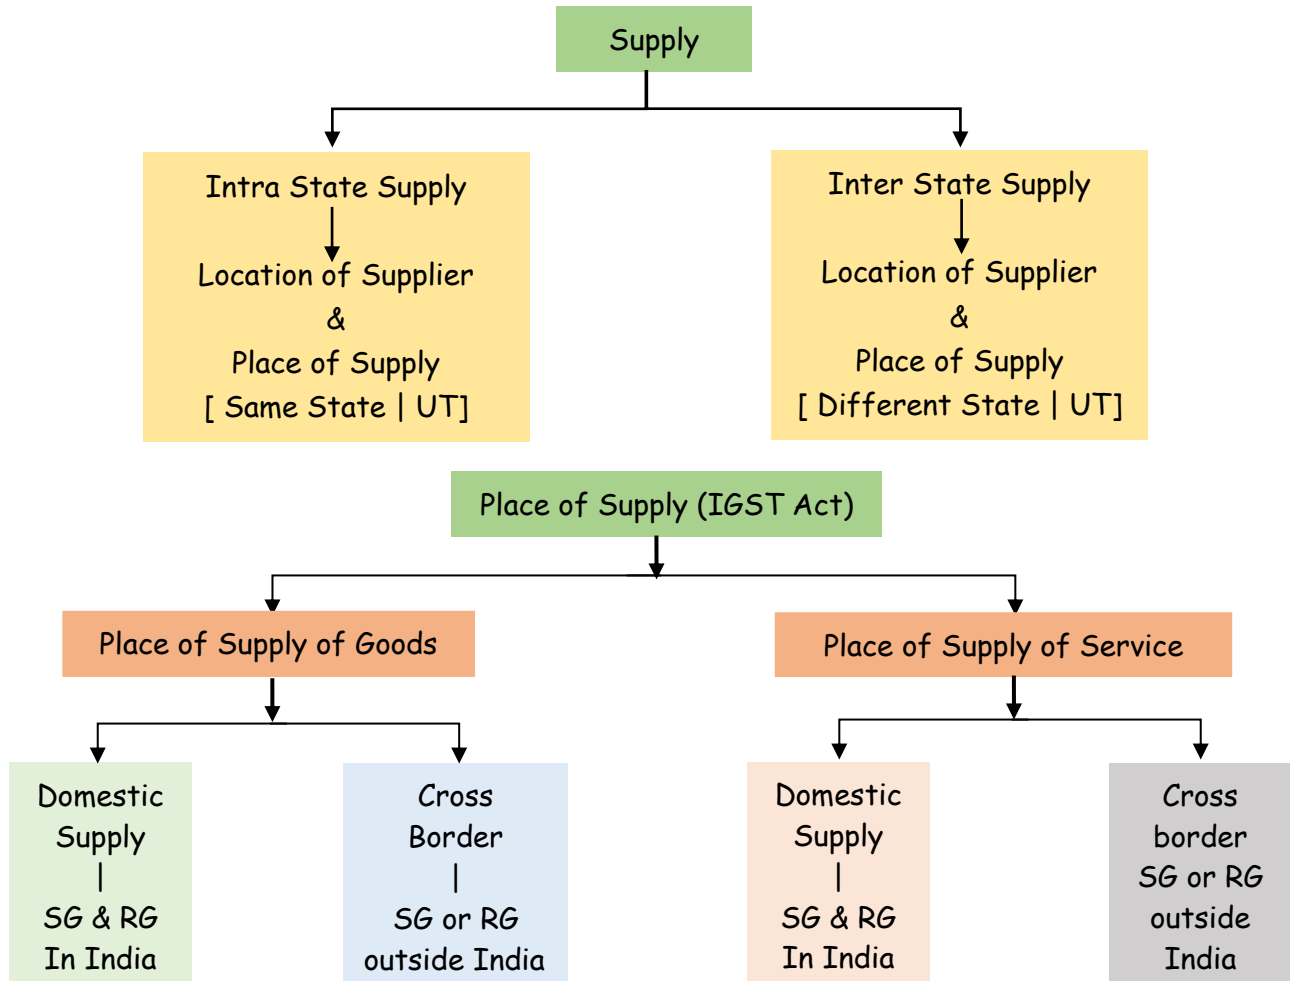 Supply
Intra State Supply
Location of Supplier
&
Place of Supply
[ Same State | UT]
Inter State Supply
Location of Supplier
&
Place of Supply
[ Different State | UT]
Place of Supply (IGST Act)
Place of Supply of Goods
Place of Supply of Service
Domestic
Supply
|
SG & RG
In India
Cross
Border
|
SG or RG
outside India
Domestic
Supply
|
SG & RG
In India
Cross
border
SG or RG
outside
India